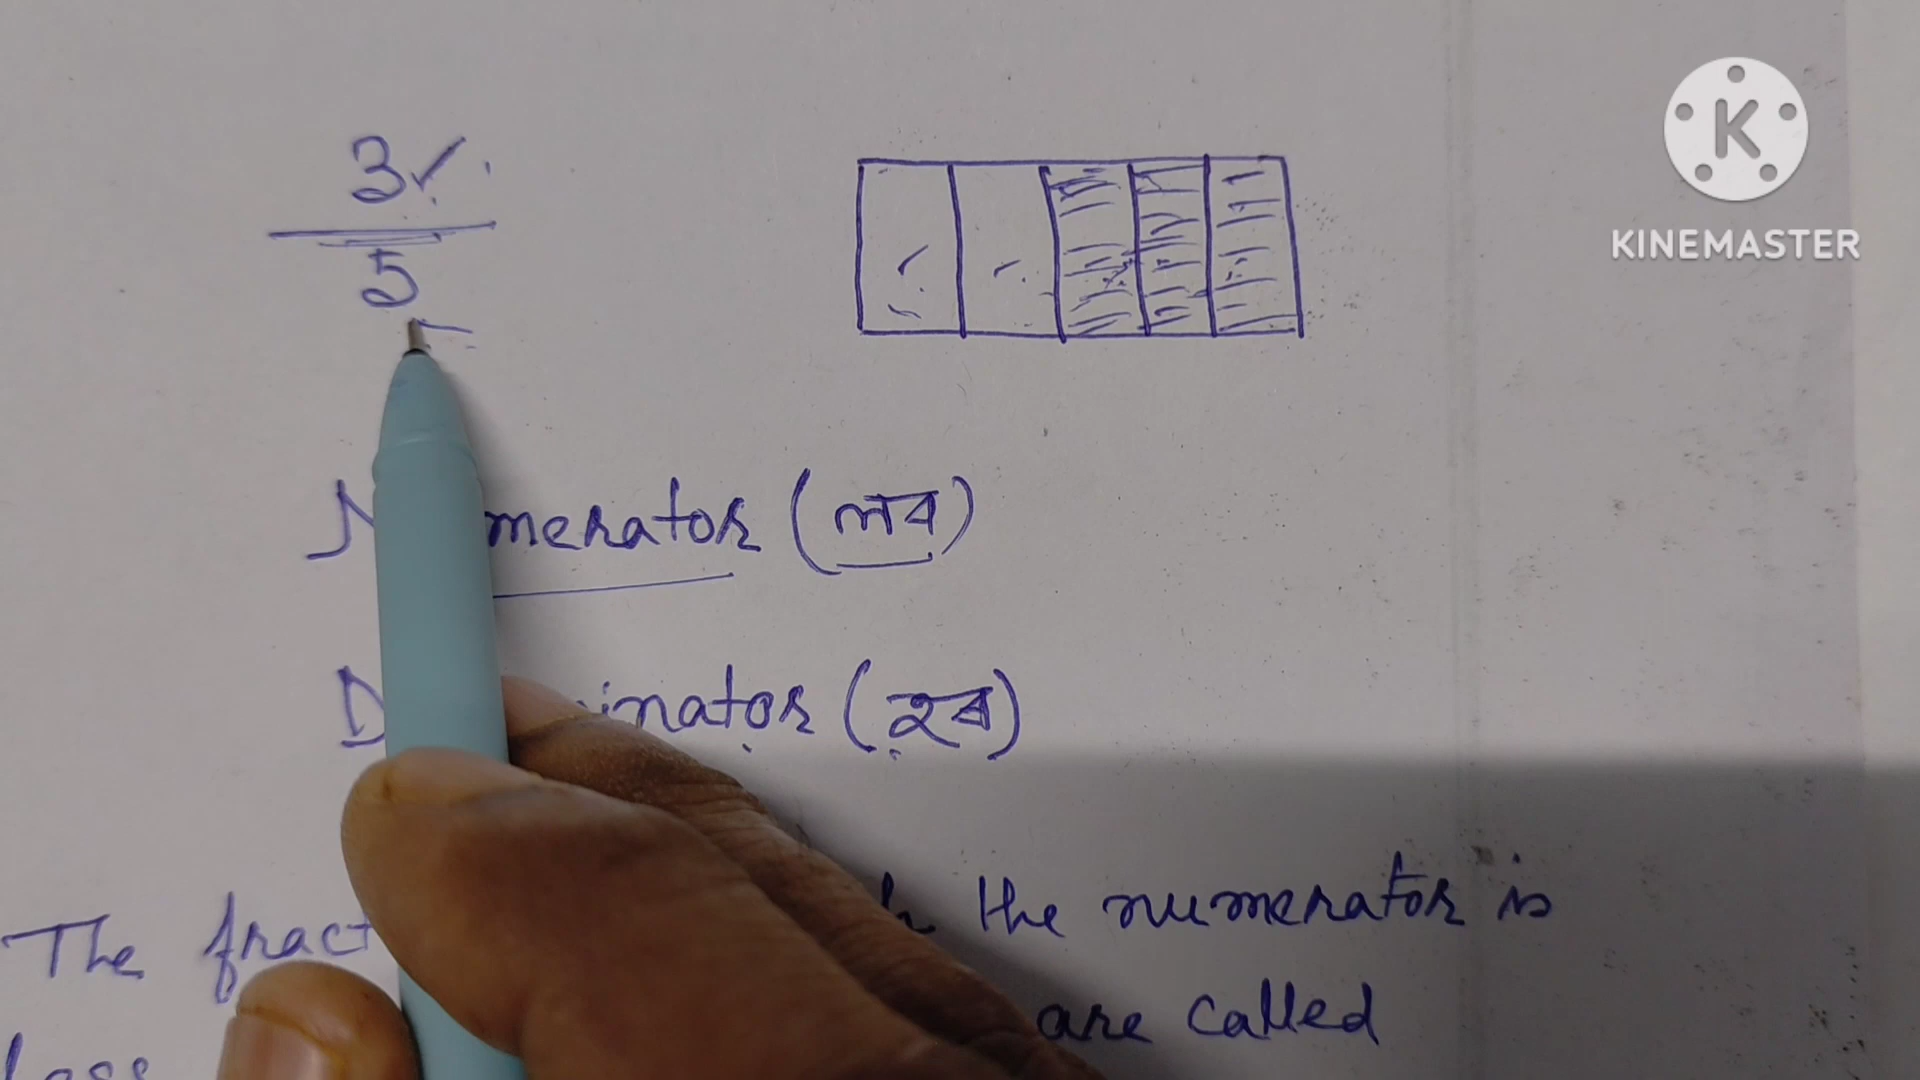 3
5
merator (লব)
inator (হৰ)
The fract the numerator is
are called
KINEMASTER